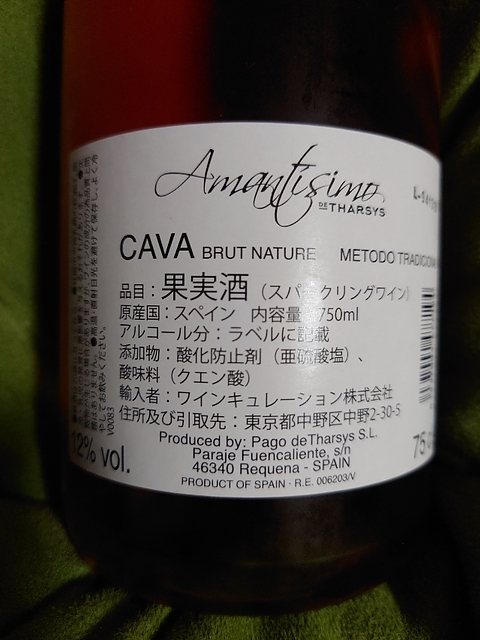 Amantísimo
DE THARSYS
CAVA BRUT NATURE METODO TRADICIONA
品目：果実酒（スパークリングワイン）
原産国：スペイン 内容量：750ml
アルコール分：ラベルに記載
添加物：酸化防止剤（亜硫酸塩）、
酸味料（クエン酸）
輸入者：ワインキュレーション株式会社
住所及び引取先：東京都中野区中野2-30-5
Produced by: Pago deTharsys S.L.
Paraje Fuencaliente, s/n
46340 Requena - SPAIN
PRODUCT OF SPAIN · R.E. 006203/V
12% vol.
75
V0083